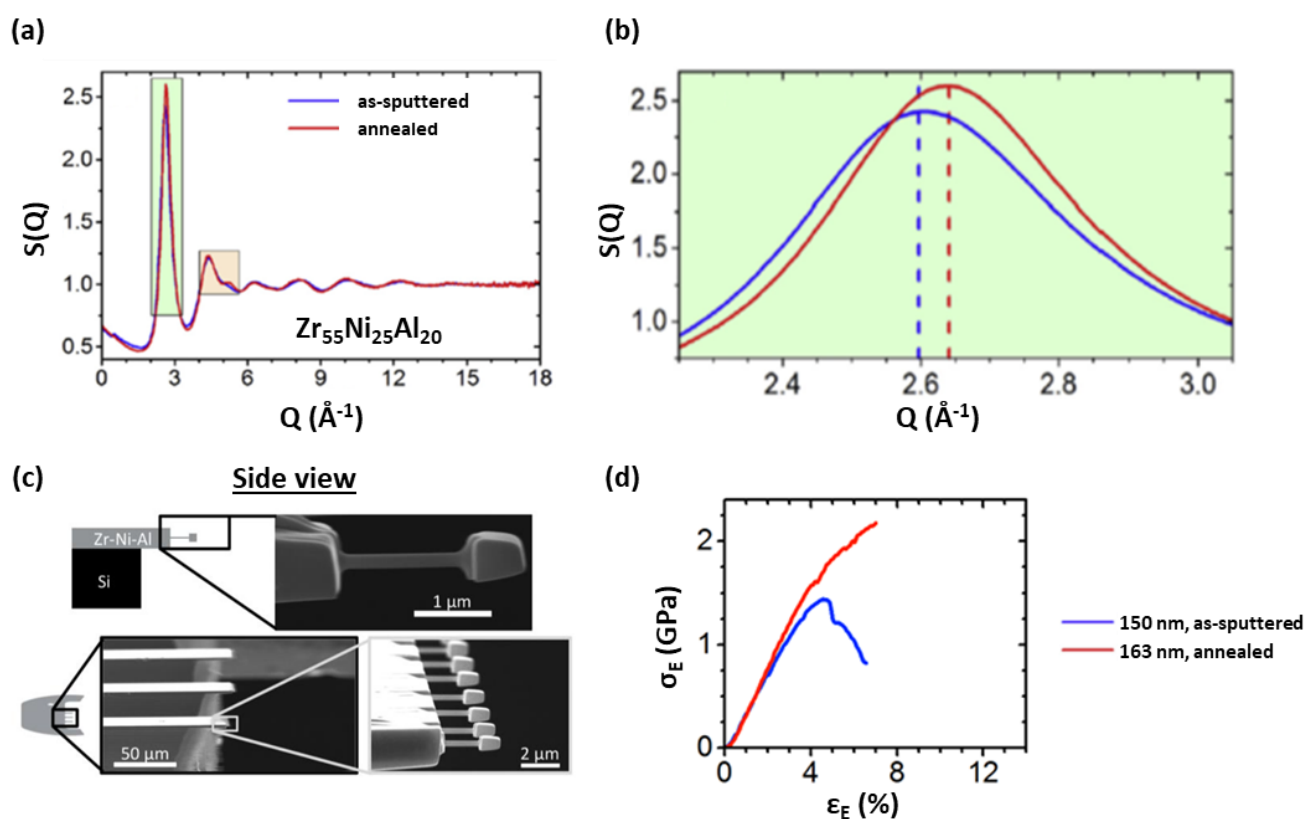 (a)
2.5
2.0
1.5
1.0
0.5
S(Q)
as-sputtered
annealed
Zr₅₅Ni₂₅Al₂₀
0 3 6 9 12 15 18
Q (Å⁻¹)
(b)
2.5
2.0
1.5
1.0
S(Q)
2.4 2.6 2.8 3.0
Q (Å⁻¹)
(c)
Side view
Zr-Ni-Al
Si
1 µm
50 µm
2 µm
(d)
2
1
0
σE (GPa)
0 4 8 12
εE (%)
150 nm, as-sputtered
163 nm, annealed